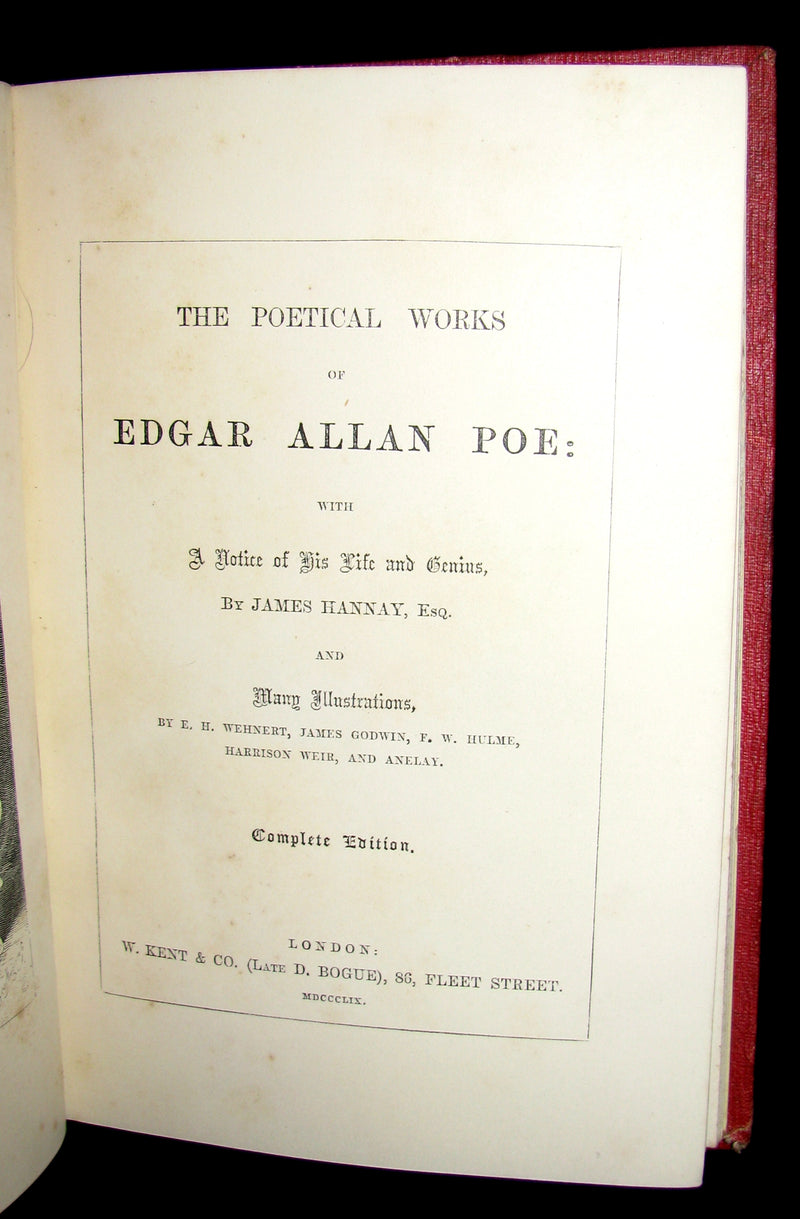 THE POETICAL WORKS
OF
EDGAR ALLAN POE:
WITH
A Notice of His Life and Genius,
BY JAMES HANNAY, ESQ.
AND
Many Illustrations,
BY E. H. WEHNERT, JAMES GODWIN, F. W. HULME,
HARRISON WEIR, AND ANELAY.
Complete Edition.
LONDON:
W. KENT & CO. (LATE D. BOGUE), 86, FLEET STREET.
MDCCCLIX.